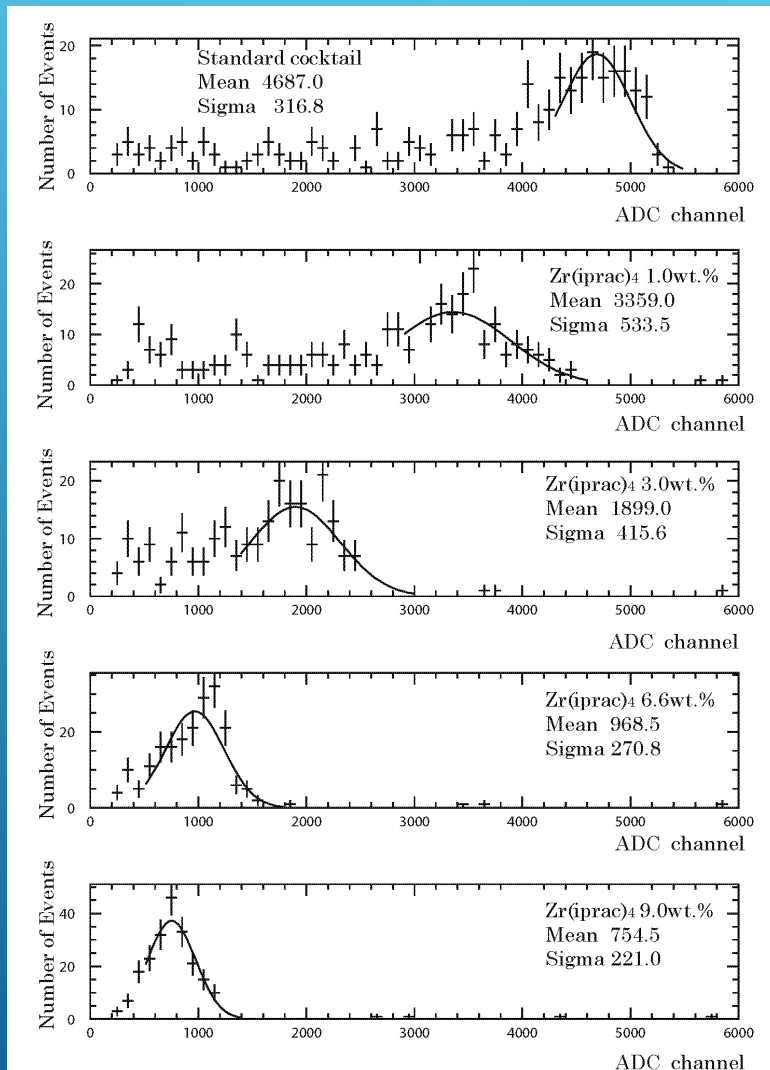 Number of Events
20
10
0
Standard cocktail
Mean 4687.0
Sigma 316.8
0 1000 2000 3000 4000 5000 6000
ADC channel
Number of Events
20
10
0
Zr(iprac)4 1.0wt.%
Mean 3359.0
Sigma 533.5
0 1000 2000 3000 4000 5000 6000
ADC channel
Number of Events
20
10
0
Zr(iprac)4 3.0wt.%
Mean 1899.0
Sigma 415.6
0 1000 2000 3000 4000 5000 6000
ADC channel
Number of Events
20
0
Zr(iprac)4 6.6wt.%
Mean 968.5
Sigma 270.8
0 1000 2000 3000 4000 5000 6000
ADC channel
Number of Events
40
20
0
Zr(iprac)4 9.0wt.%
Mean 754.5
Sigma 221.0
0 1000 2000 3000 4000 5000 6000
ADC channel